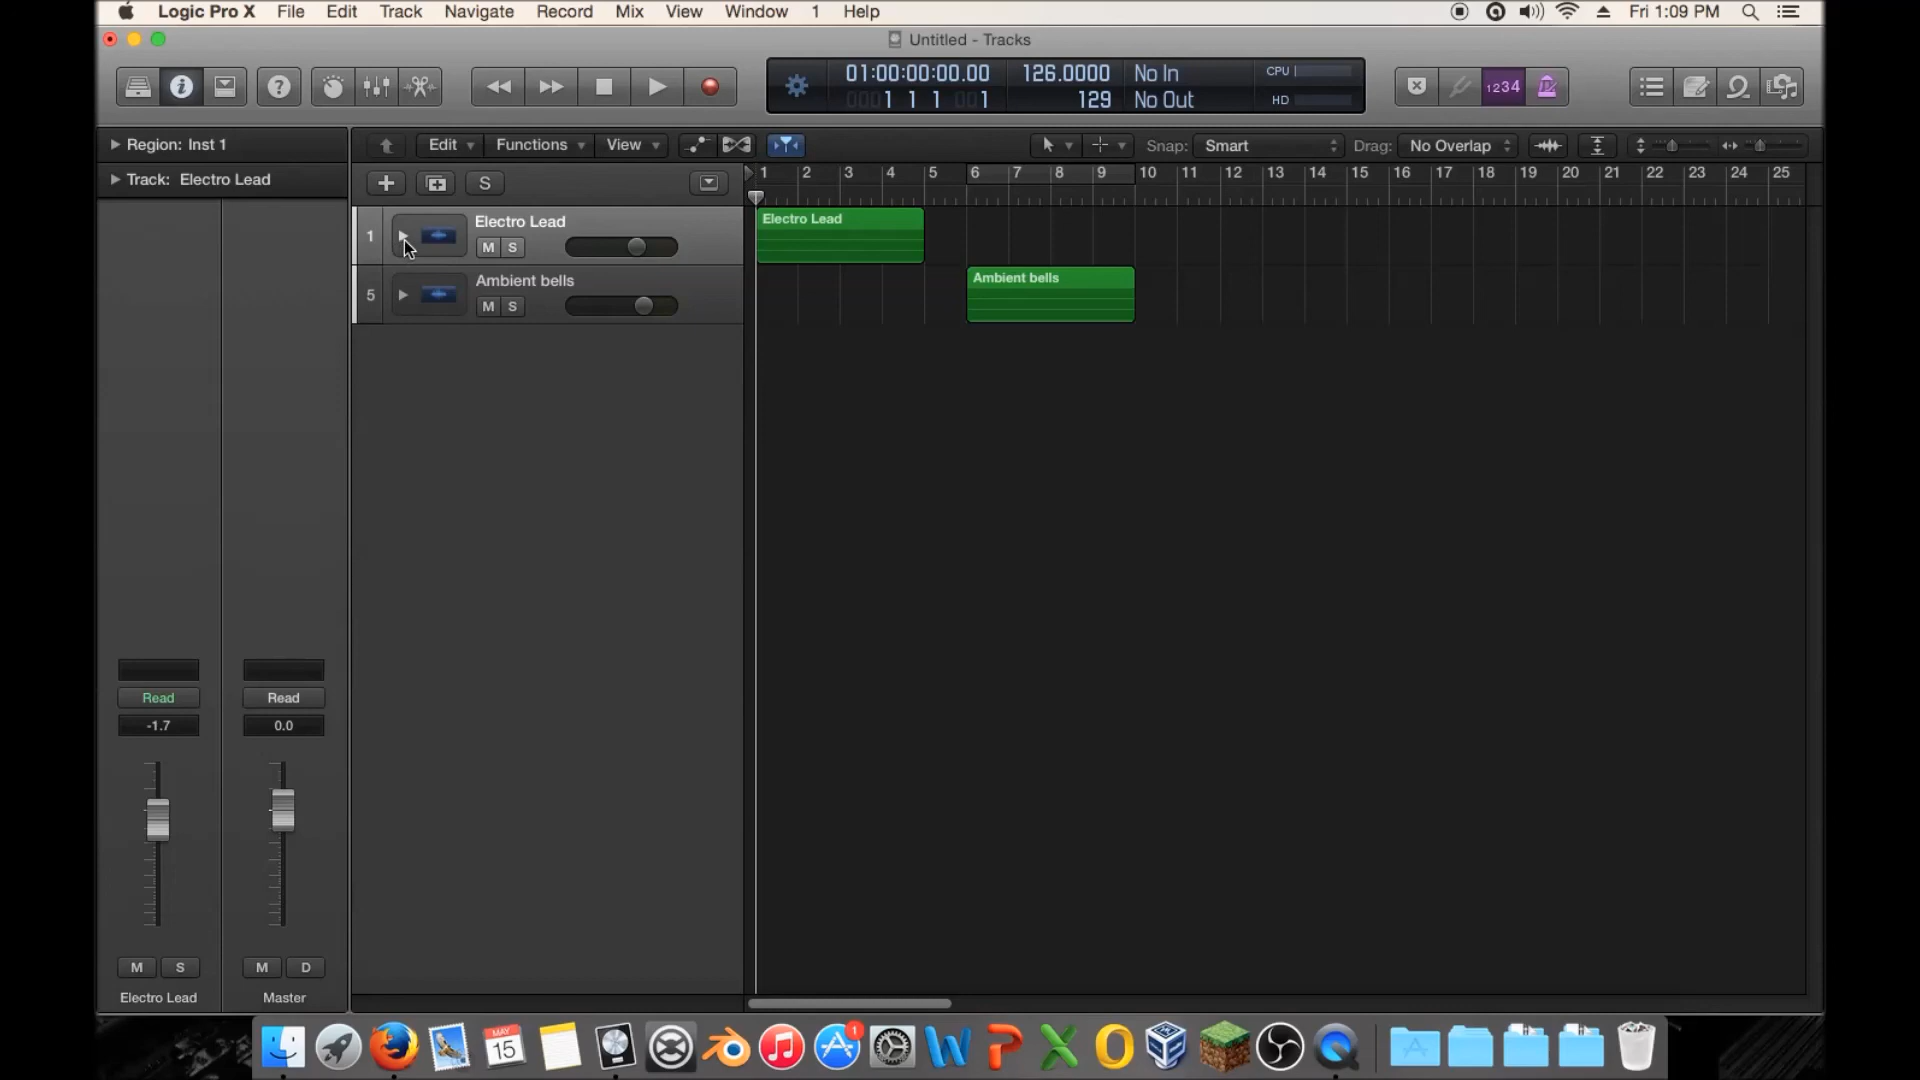 Logic Pro X File Edit Track Navigate Record Mix View Window 1 Help Fri 1:09 PM
Untitled - Tracks
01:00:00:00.00 126.0000 No In CPU
1 1 1 1 129 No Out HD
1234
Region: Inst 1
Edit Functions View Snap: Smart Drag: No Overlap
Track: Electro Lead
S
1 2 3 4 5 6 7 8 9 10 11 12 13 14 15 16 17 18 19 20 21 22 23 24 25
1 Electro Lead
M S
Electro Lead
5 Ambient bells
M S
Ambient bells
Read Read
-1.7 0.0
M S M D
Electro Lead Master
MAY
15
1